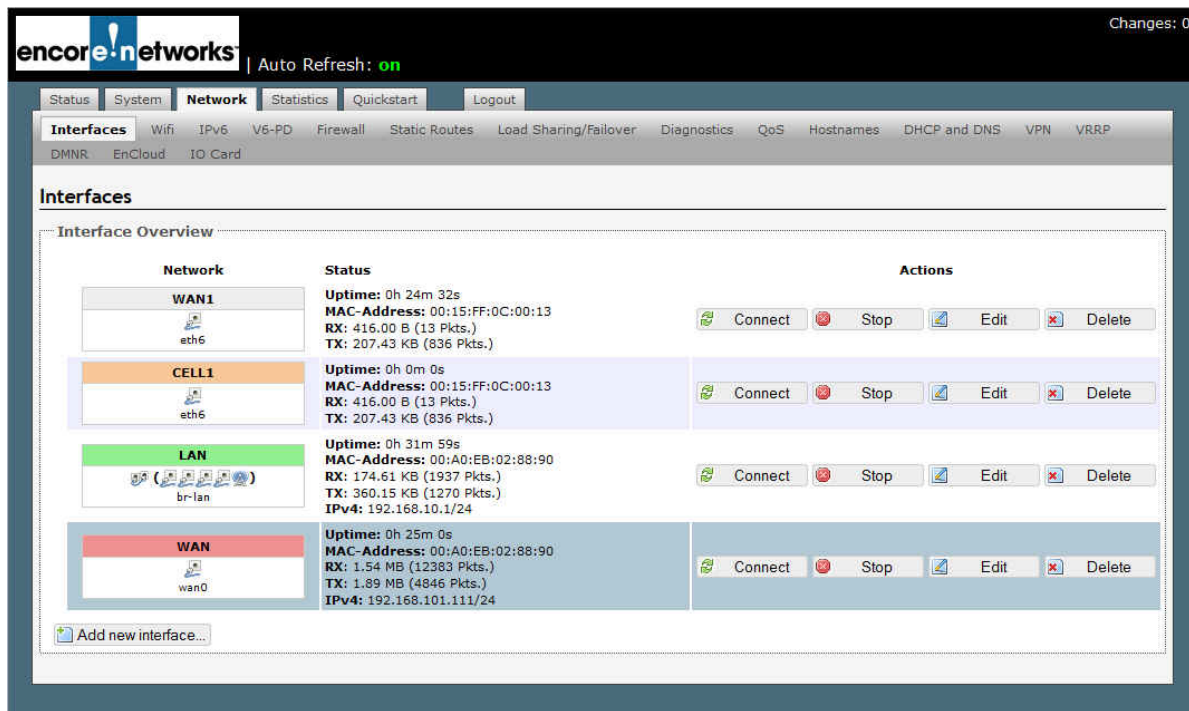 Changes: 0
encore!networks™ | Auto Refresh: on
Status System Network Statistics Quickstart Logout
Interfaces Wifi IPv6 V6-PD Firewall Static Routes Load Sharing/Failover Diagnostics QoS Hostnames DHCP and DNS VPN VRRP
DMNR EnCloud IO Card
Interfaces
Interface Overview
Network Status Actions
WAN1
eth6
Uptime: 0h 24m 32s
MAC-Address: 00:15:FF:0C:00:13
RX: 416.00 B (13 Pkts.)
TX: 207.43 KB (836 Pkts.)
Connect Stop Edit Delete
CELL1
eth6
Uptime: 0h 0m 0s
MAC-Address: 00:15:FF:0C:00:13
RX: 416.00 B (13 Pkts.)
TX: 207.43 KB (836 Pkts.)
Connect Stop Edit Delete
LAN
( )
br-lan
Uptime: 0h 31m 59s
MAC-Address: 00:A0:EB:02:88:90
RX: 174.61 KB (1937 Pkts.)
TX: 360.15 KB (1270 Pkts.)
IPv4: 192.168.10.1/24
Connect Stop Edit Delete
WAN
wan0
Uptime: 0h 25m 0s
MAC-Address: 00:A0:EB:02:88:90
RX: 1.54 MB (12383 Pkts.)
TX: 1.89 MB (4846 Pkts.)
IPv4: 192.168.101.111/24
Connect Stop Edit Delete
Add new interface...